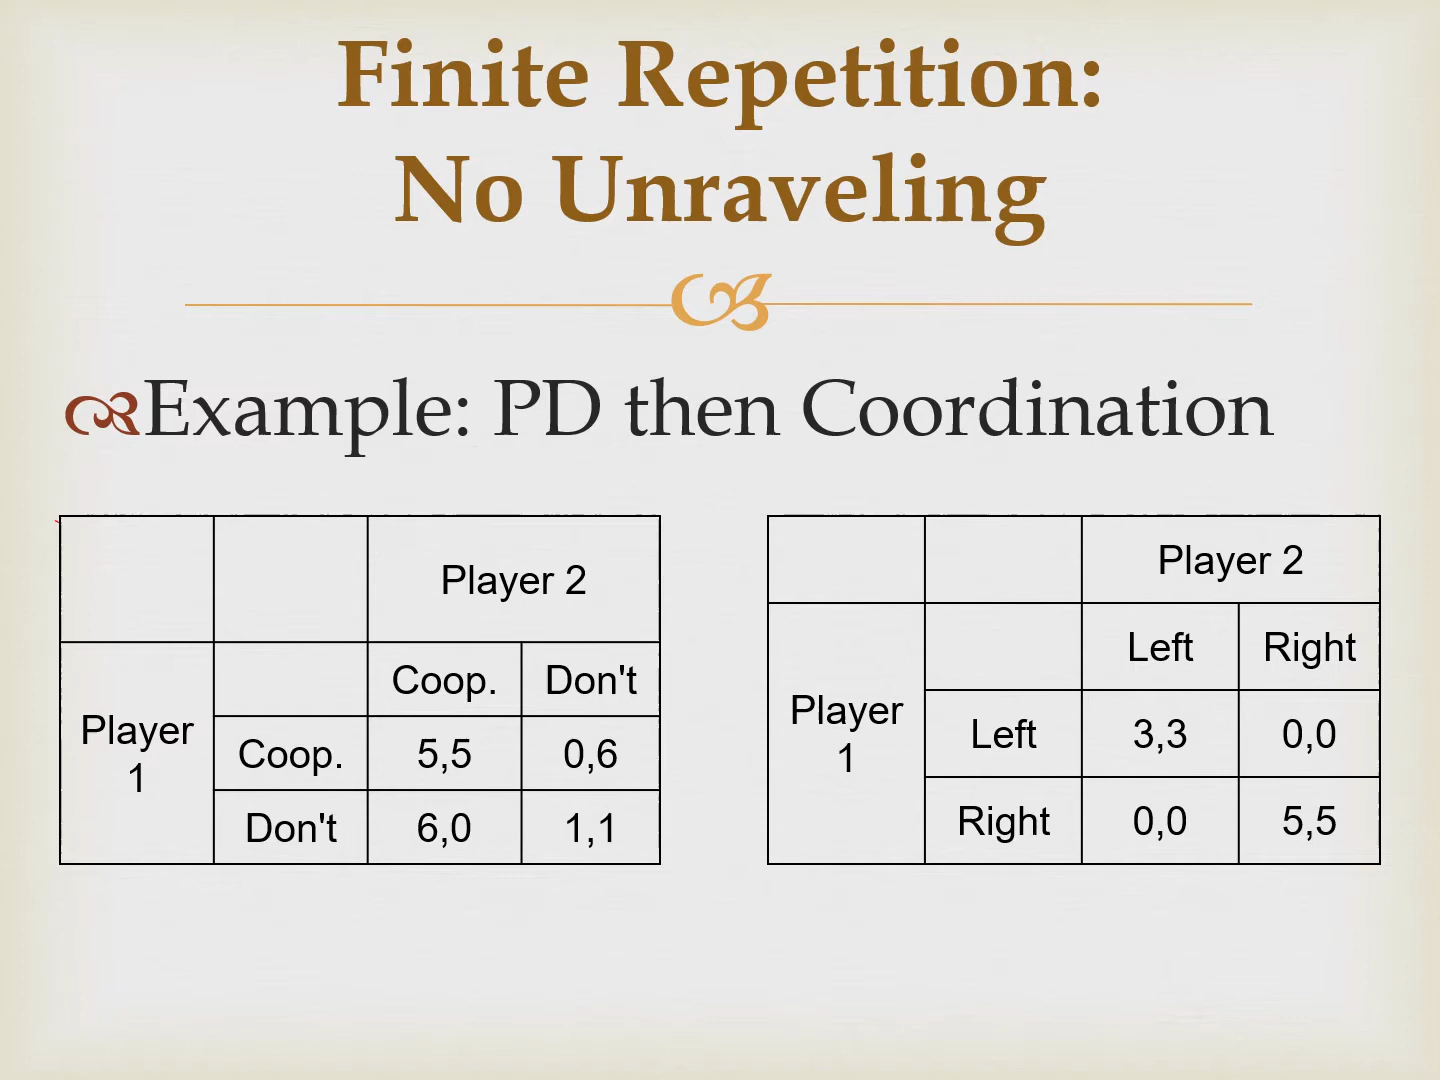 Finite Repetition:
No Unraveling
Example: PD then Coordination
Player 2
Coop. Don't
Player
1
Coop. 5,5 0,6
Don't 6,0 1,1
Player 2
Left Right
Player
1
Left 3,3 0,0
Right 0,0 5,5